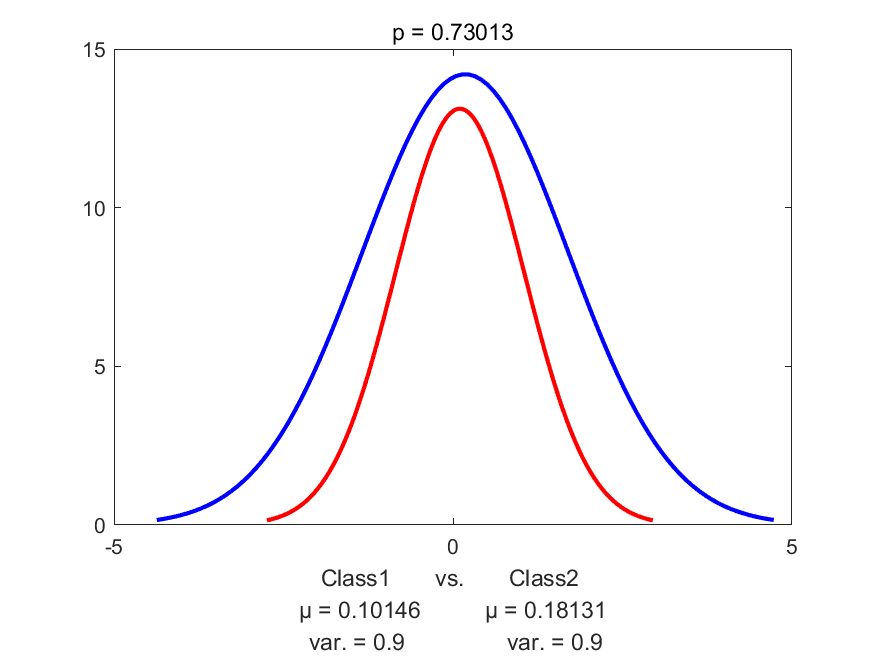 p = 0.73013
15
10
5
0
-5 0 5
Class1 vs. Class2
μ = 0.10146 μ = 0.18131
var. = 0.9 var. = 0.9